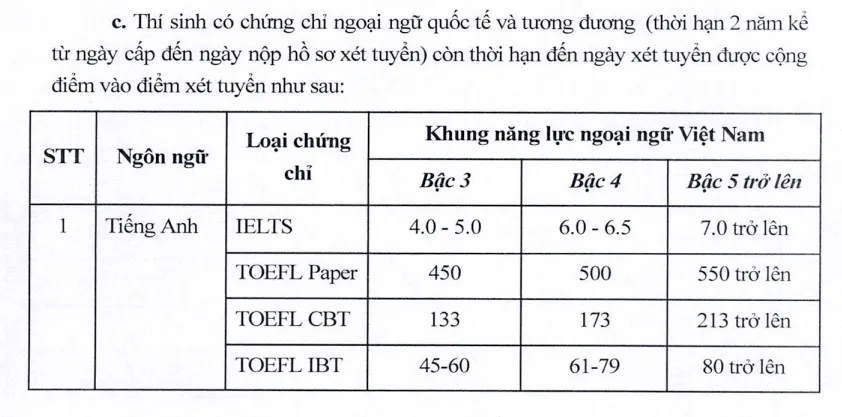 c. Thí sinh có chứng chỉ ngoại ngữ quốc tế và tương đương (thời hạn 2 năm kể
từ ngày cấp đến ngày nộp hồ sơ xét tuyển) còn thời hạn đến ngày xét tuyển được cộng
điểm vào điểm xét tuyển như sau:
STT Ngôn ngữ Loại chứng chỉ Khung năng lực ngoại ngữ Việt Nam
Bậc 3 Bậc 4 Bậc 5 trở lên
1 Tiếng Anh IELTS 4.0 - 5.0 6.0 - 6.5 7.0 trở lên
TOEFL Paper 450 500 550 trở lên
TOEFL CBT 133 173 213 trở lên
TOEFL IBT 45-60 61-79 80 trở lên